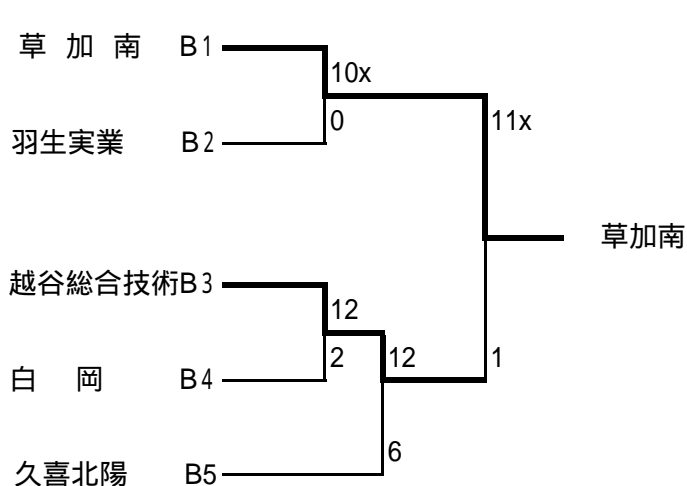 草 加 南 B1
10x
0
11x
羽生実業 B2
草加南
越谷総合技術B3
12
2
12
1
白 岡 B4
6
久喜北陽 B5